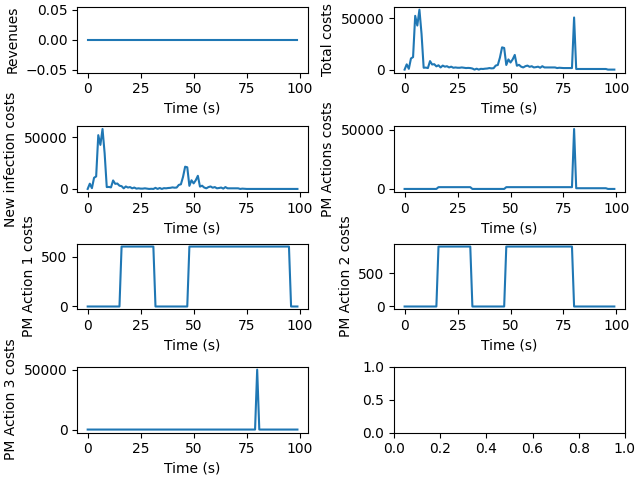 Revenues
0.05
0.00
−0.05
0 25 50 75 100
Time (s)
Total costs
50000
0
0 25 50 75 100
Time (s)
New infection costs
50000
0
0 25 50 75 100
Time (s)
PM Actions costs
50000
0
0 25 50 75 100
Time (s)
PM Action 1 costs
500
0
0 25 50 75 100
Time (s)
PM Action 2 costs
500
0
0 25 50 75 100
Time (s)
PM Action 3 costs
50000
0
0 25 50 75 100
Time (s)
1.0
0.5
0.0
0.0 0.2 0.4 0.6 0.8 1.0